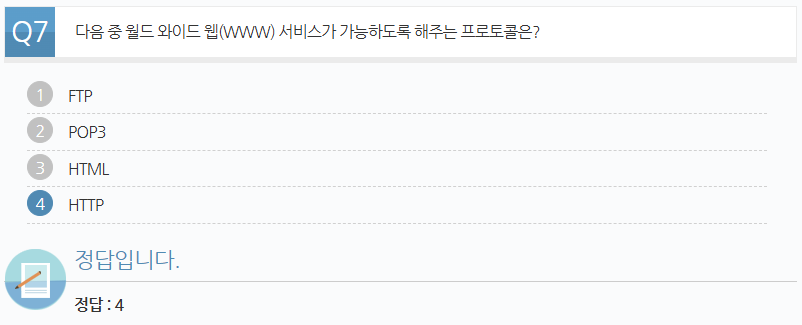 Q7 다음 중 월드 와이드 웹(WWW) 서비스가 가능하도록 해주는 프로토콜은?
1 FTP
2 POP3
3 HTML
4 HTTP
정답입니다.
정답 : 4